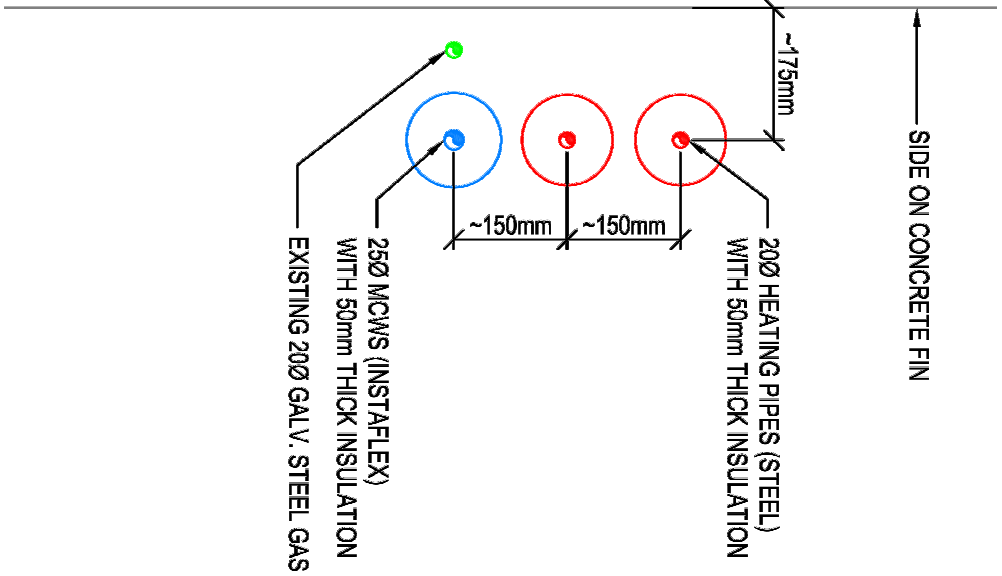 ~175mm
SIDE ON CONCRETE FIN
~150mm
~150mm
20Ø HEATING PIPES (STEEL)
WITH 50mm THICK INSULATION
25Ø MCWS (INSTAFLEX)
WITH 50mm THICK INSULATION
EXISTING 20Ø GALV. STEEL GAS